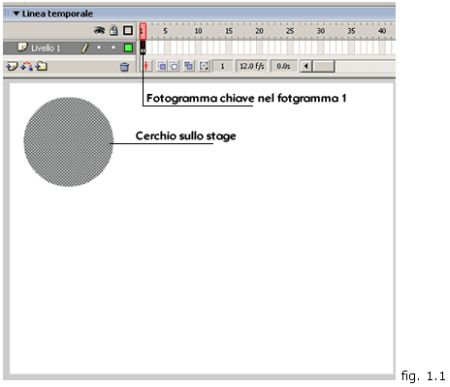 Linea temporale
1 5 10 15 20 25 30 35 40
Livello 1
1 12.0 f/s 0.0s
Fotogramma chiave nel fotgramma 1
Cerchio sullo stage
fig. 1.1